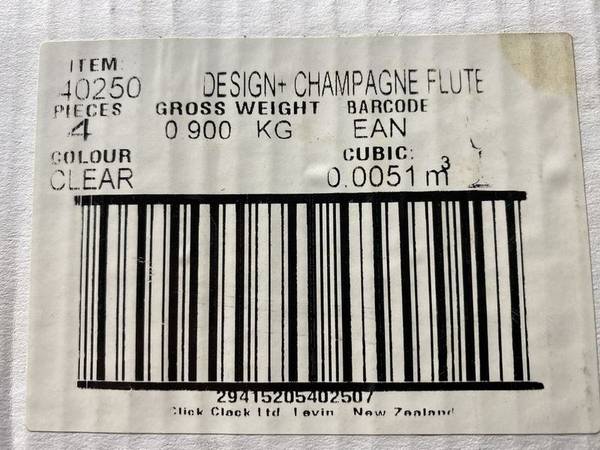 ITEM:
40250 DESIGN+ CHAMPAGNE FLUTE
PIECES GROSS WEIGHT BARCODE
4 0.900 KG EAN
COLOUR CUBIC:
CLEAR 0.0051 m³
29415205402507
Click Clack Ltd Levin New Zealand